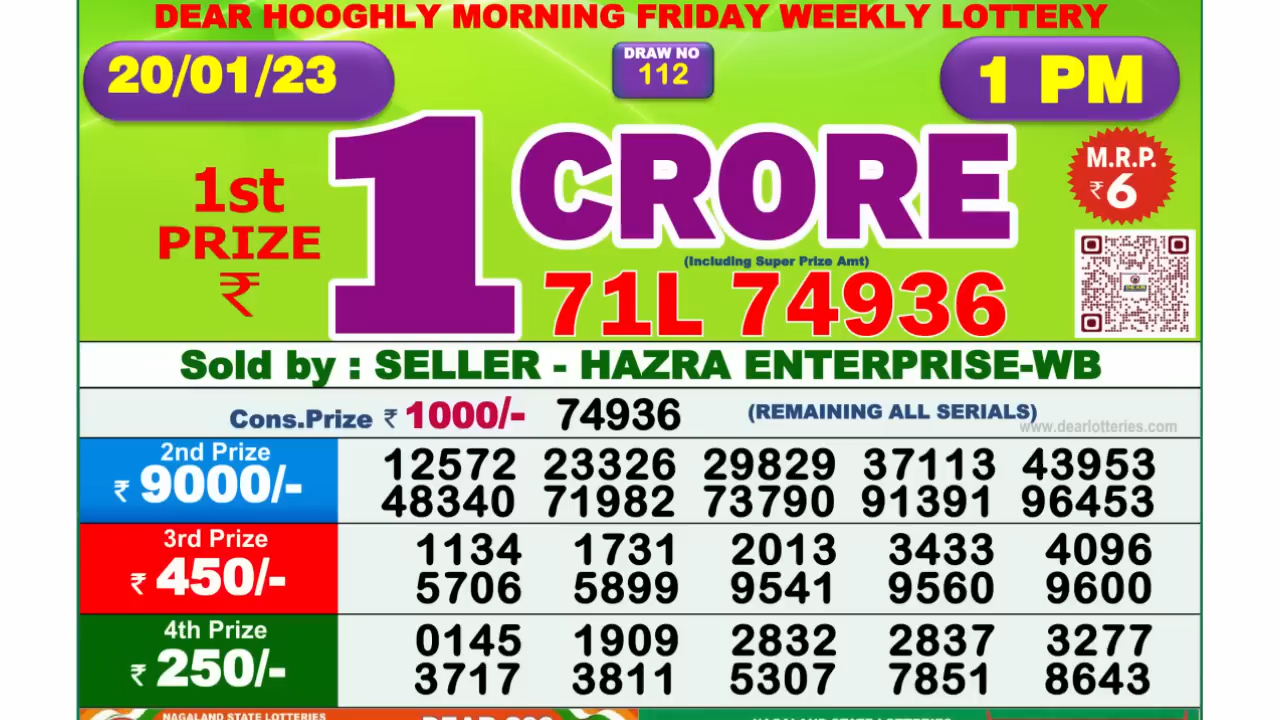 DEAR HOOGHLY MORNING FRIDAY WEEKLY LOTTERY
20/01/23
DRAW NO
112
1 PM
1st
PRIZE
₹
1 CRORE
(Including Super Prize Amt)
71L 74936
M.R.P.
₹ 6
Sold by : SELLER - HAZRA ENTERPRISE-WB
Cons.Prize ₹ 1000/- 74936 (REMAINING ALL SERIALS)
www.dearlotteries.com
2nd Prize
₹ 9000/-
12572 23326 29829 37113 43953
48340 71982 73790 91391 96453
3rd Prize
₹ 450/-
1134 1731 2013 3433 4096
5706 5899 9541 9560 9600
4th Prize
₹ 250/-
0145 1909 2832 2837 3277
3717 3811 5307 7851 8643
NAGALAND STATE LOTTERIES